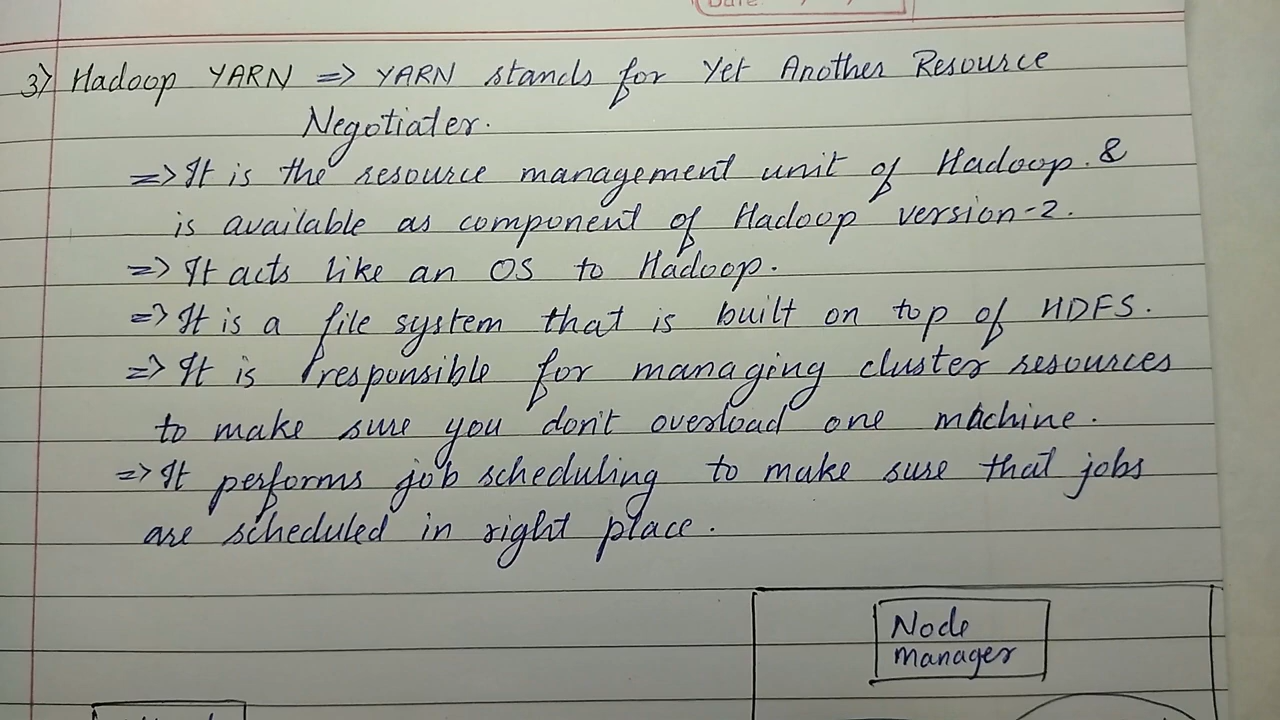 Date
3) Hadoop YARN => YARN stands for Yet Another Resource
Negotiater.
=> It is the resource management unit of Hadoop &
is available as component of Hadoop version-2.
=> It acts like an OS to Hadoop.
=> It is a file system that is built on top of HDFS.
=> It is responsible for managing cluster resources
to make sure you don't overload one machine.
=> It performs job scheduling to make sure that jobs
are scheduled in right place.
Node
manager